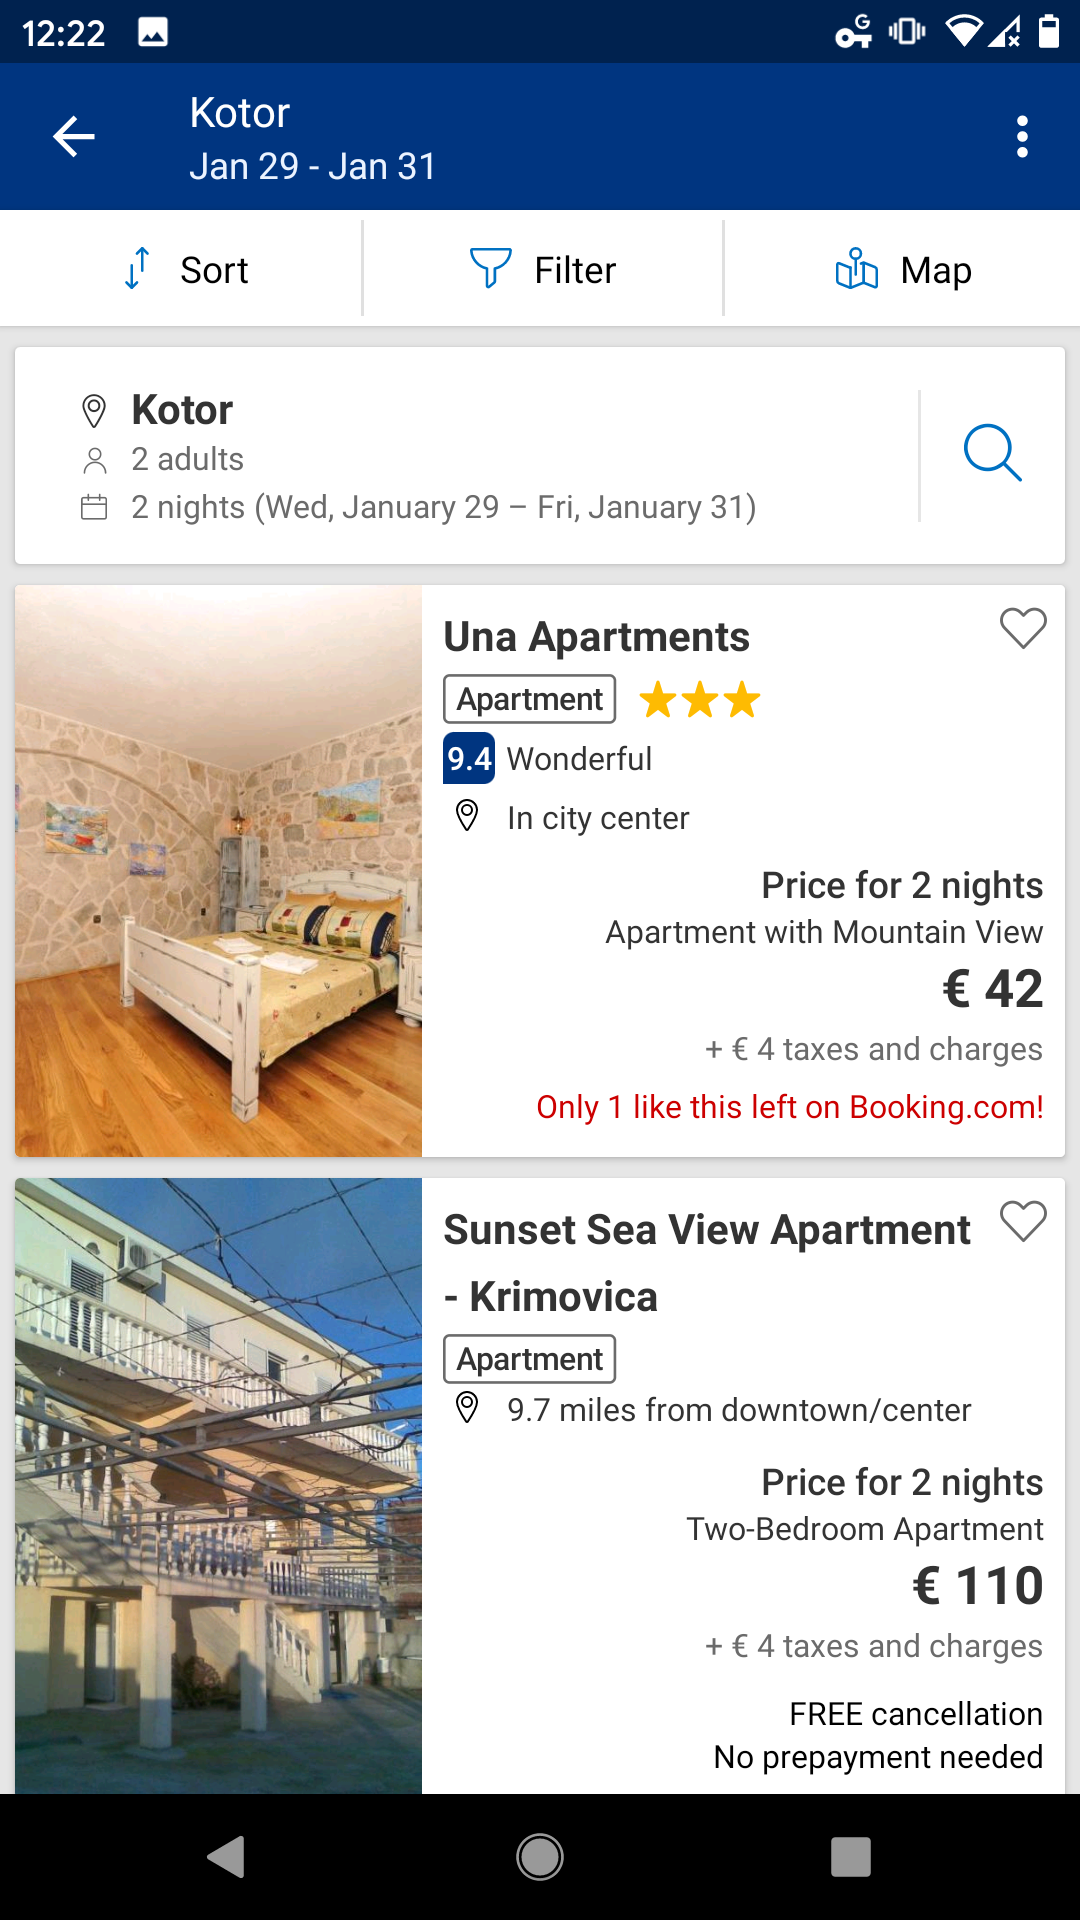 12:22
G
Kotor
Jan 29 - Jan 31
Sort
Filter
Map
Kotor
2 adults
2 nights (Wed, January 29 – Fri, January 31)
Una Apartments
Apartment
9.4 Wonderful
In city center
Price for 2 nights
Apartment with Mountain View
€ 42
+ € 4 taxes and charges
Only 1 like this left on Booking.com!
Sunset Sea View Apartment
- Krimovica
Apartment
9.7 miles from downtown/center
Price for 2 nights
Two-Bedroom Apartment
€ 110
+ € 4 taxes and charges
FREE cancellation
No prepayment needed